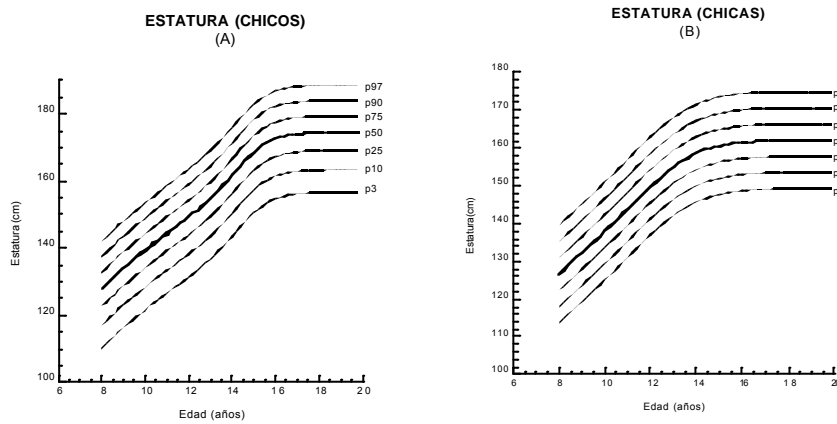 ESTATURA (CHICOS)
(A)
180
160
140
120
100
Estatura (cm)
p97
p90
p75
p50
p25
p10
p3
6 8 10 12 14 16 18 20
Edad (años)
ESTATURA (CHICAS)
(B)
180
170
160
150
140
130
120
110
100
Estatura(cm)
p
p
p
p
p
p
p
6 8 10 12 14 16 18
Edad (años)